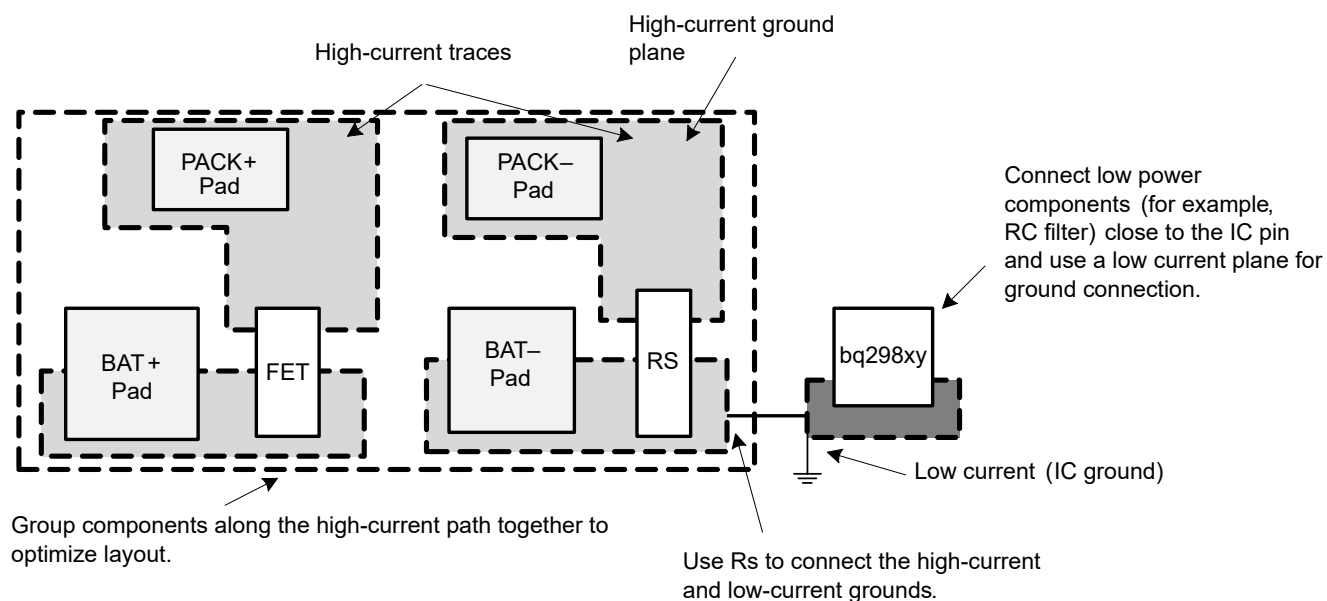 High-current ground
plane
High-current traces
PACK+
Pad
PACK–
Pad
Connect low power
components (for example,
RC filter) close to the IC pin
and use a low current plane for
ground connection.
BAT+
Pad
FET
BAT–
Pad
RS
bq298xy
Low current (IC ground)
Group components along the high-current path together to
optimize layout.
Use Rs to connect the high-current
and low-current grounds.